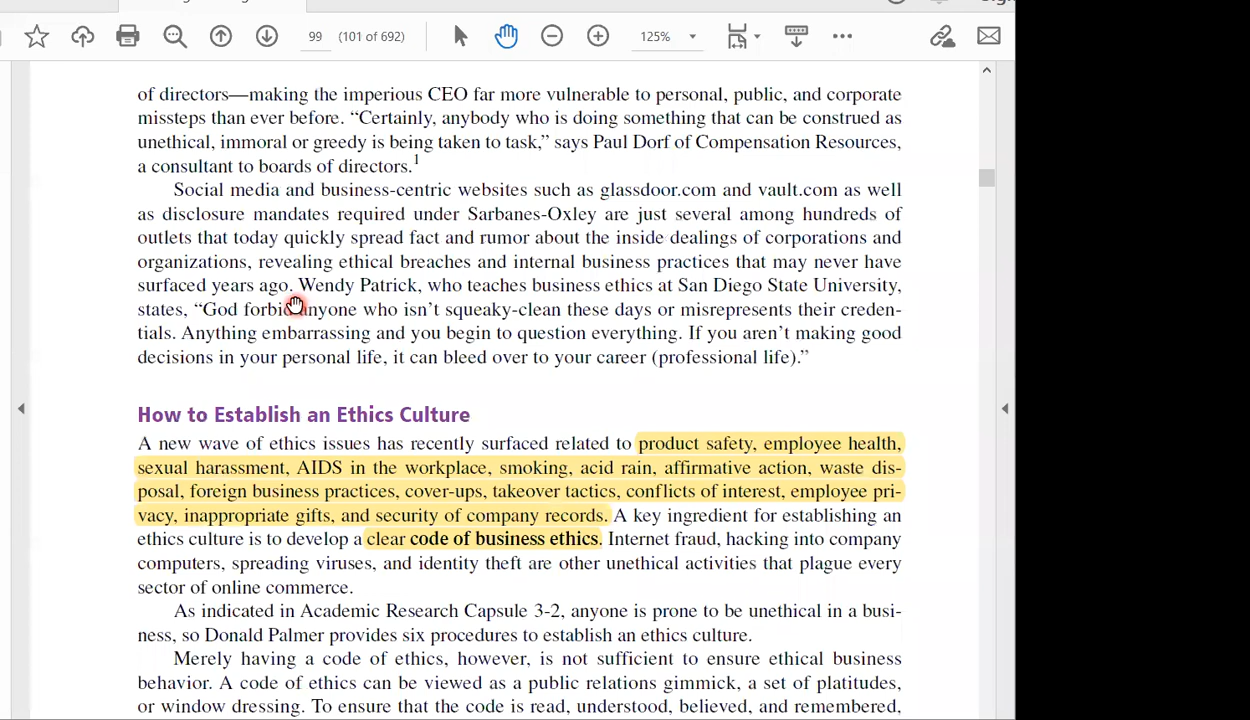 99 (101 of 692) 125%
of directors—making the imperious CEO far more vulnerable to personal, public, and corporate
missteps than ever before. “Certainly, anybody who is doing something that can be construed as
unethical, immoral or greedy is being taken to task,” says Paul Dorf of Compensation Resources,
a consultant to boards of directors.1
Social media and business-centric websites such as glassdoor.com and vault.com as well
as disclosure mandates required under Sarbanes-Oxley are just several among hundreds of
outlets that today quickly spread fact and rumor about the inside dealings of corporations and
organizations, revealing ethical breaches and internal business practices that may never have
surfaced years ago. Wendy Patrick, who teaches business ethics at San Diego State University,
states, “God forbid anyone who isn’t squeaky-clean these days or misrepresents their creden-
tials. Anything embarrassing and you begin to question everything. If you aren’t making good
decisions in your personal life, it can bleed over to your career (professional life).”
How to Establish an Ethics Culture
A new wave of ethics issues has recently surfaced related to product safety, employee health,
sexual harassment, AIDS in the workplace, smoking, acid rain, affirmative action, waste dis-
posal, foreign business practices, cover-ups, takeover tactics, conflicts of interest, employee pri-
vacy, inappropriate gifts, and security of company records. A key ingredient for establishing an
ethics culture is to develop a clear code of business ethics. Internet fraud, hacking into company
computers, spreading viruses, and identity theft are other unethical activities that plague every
sector of online commerce.
As indicated in Academic Research Capsule 3-2, anyone is prone to be unethical in a busi-
ness, so Donald Palmer provides six procedures to establish an ethics culture.
Merely having a code of ethics, however, is not sufficient to ensure ethical business
behavior. A code of ethics can be viewed as a public relations gimmick, a set of platitudes,
or window dressing. To ensure that the code is read, understood, believed, and remembered,